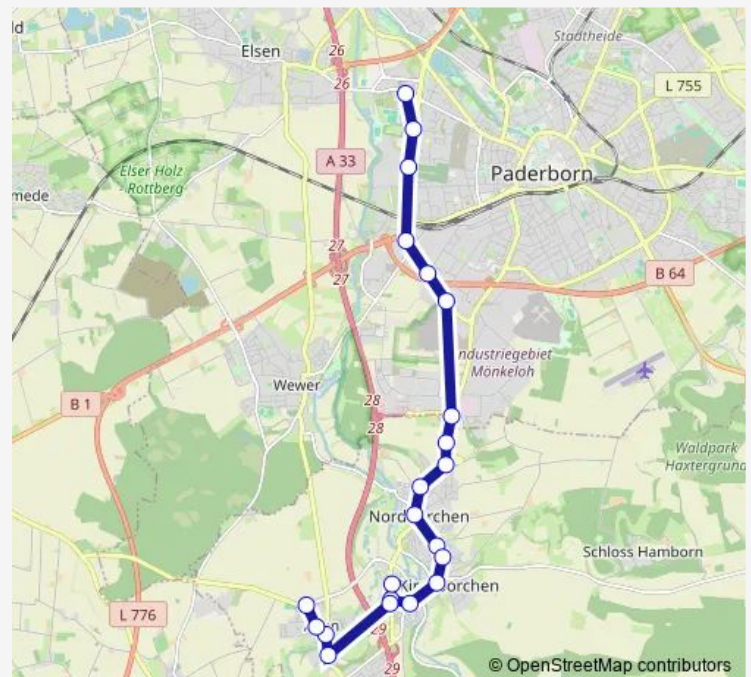 ld
Elsen
26
26
Stadtheide
L 755
A 33
Elser Holz
- Rottberg
Paderborn
mede
27
27
B 64
ndustriegebiet
Mönkeloh
Wewer
28
28
B 1
Waldpark
Haxtergrund
Schloss Hamborn
L 776
29
29
© OpenStreetMap contributors